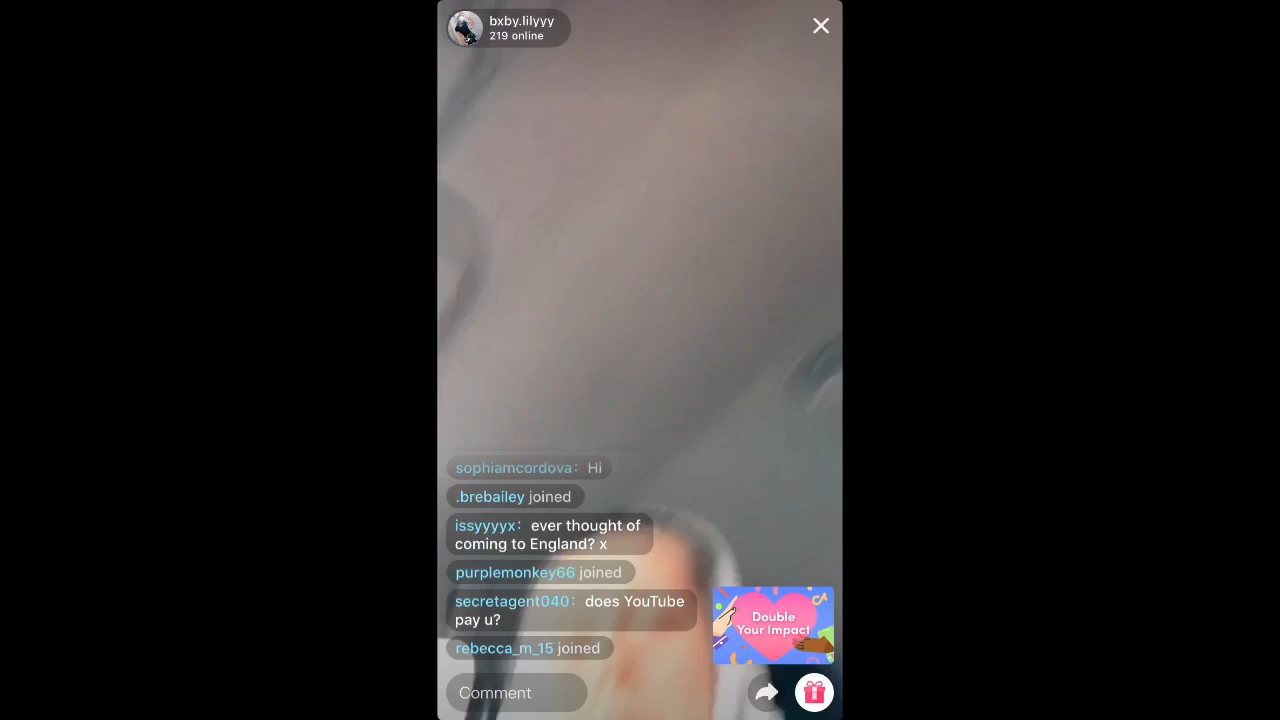 bxby.lilyyy
219 online
sophiamcordova: Hi
.brebailey joined
issyyyyx: ever thought of
coming to England? x
purplemonkey66 joined
secretagent040: does YouTube
pay u?
rebecca_m_15 joined
Double
Your Impact
Comment